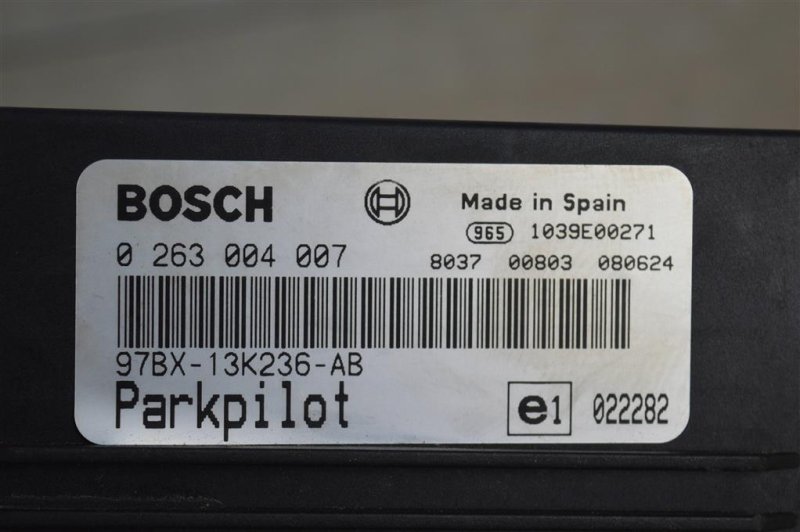 BOSCH Made in Spain
965 1039E00271
0 263 004 007 8037 00803 080624
97BX-13K236-AB
Parkpilot e1 022282